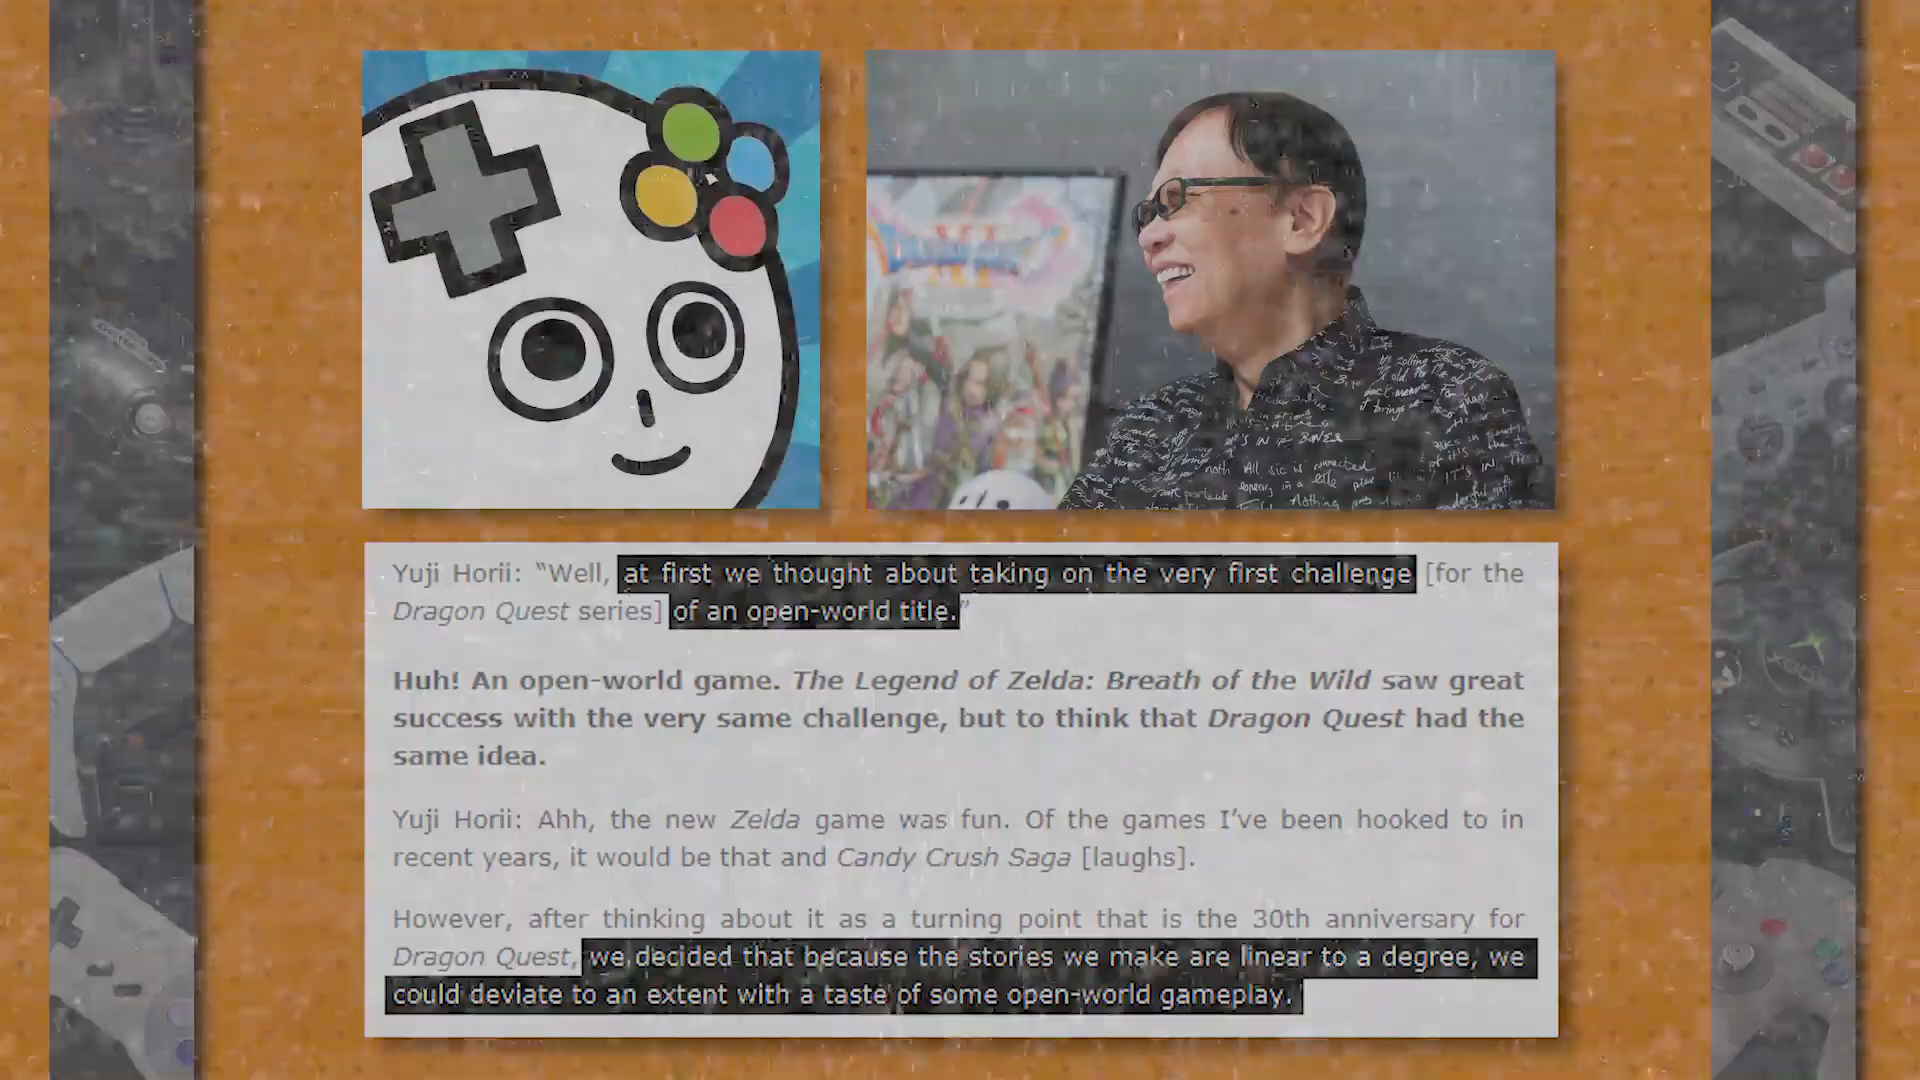 Yuji Horii: “Well, at first we thought about taking on the very first challenge [for the
Dragon Quest series] of an open-world title.”
Huh! An open-world game. The Legend of Zelda: Breath of the Wild saw great
success with the very same challenge, but to think that Dragon Quest had the
same idea.
Yuji Horii: Ahh, the new Zelda game was fun. Of the games I’ve been hooked to in
recent years, it would be that and Candy Crush Saga [laughs].
However, after thinking about it as a turning point that is the 30th anniversary for
Dragon Quest, we decided that because the stories we make are linear to a degree, we
could deviate to an extent with a taste of some open-world gameplay.